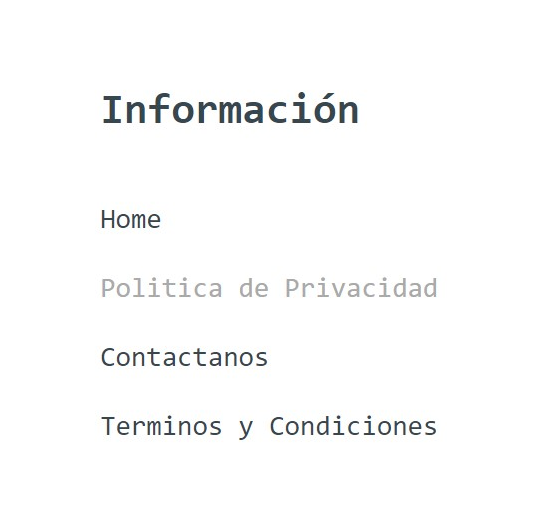 Información
Home
Politica de Privacidad
Contactanos
Terminos y Condiciones